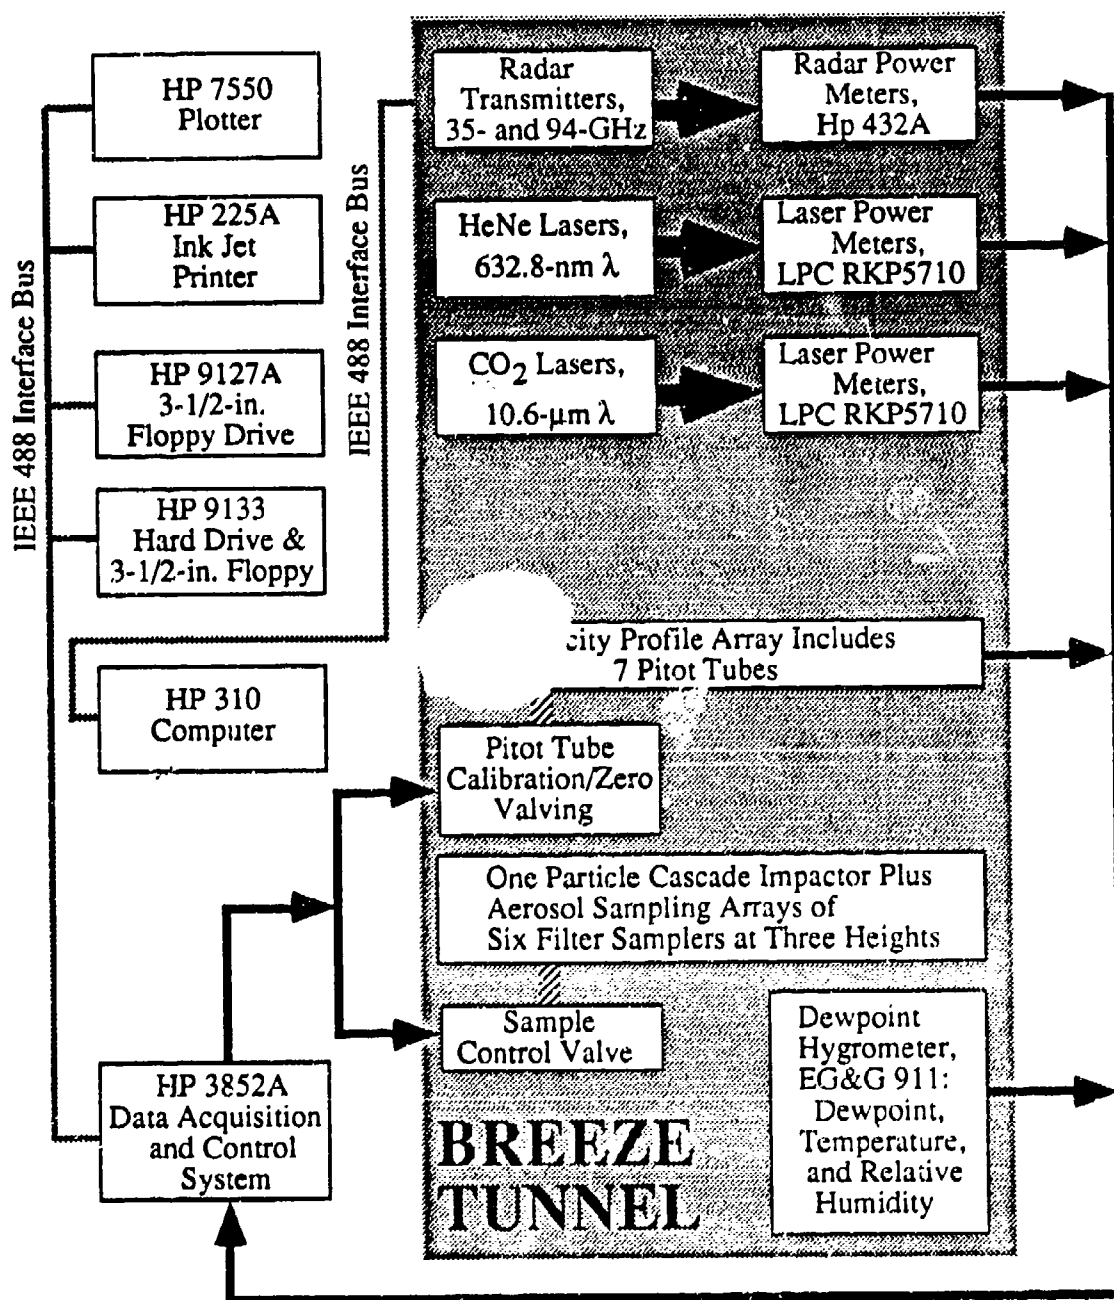 HP 7550
Plotter
HP 225A
Ink Jet
Printer
HP 9127A
3-1/2-in.
Floppy Drive
HP 9133
Hard Drive &
3-1/2-in. Floppy
HP 310
Computer
HP 3852A
Data Acquisition
and Control
System
IEEE 488 Interface Bus
IEEE 488 Interface Bus
Radar
Transmitters,
35- and 94-GHz
Radar Power
Meters,
Hp 432A
HeNe Lasers,
632.8-nm λ
Laser Power
Meters,
LPC RKP5710
CO2 Lasers,
10.6-μm λ
Laser Power
Meters,
LPC RKP5710
Profile Array Includes
7 Pitot Tubes
Pitot Tube
Calibration/Zero
Valving
One Particle Cascade Impactor Plus
Aerosol Sampling Arrays of
Six Filter Samplers at Three Heights
Sample
Control Valve
Dewpoint
Hygrometer,
EG&G 911:
Dewpoint,
Temperature,
and Relative
Humidity
BREEZE
TUNNEL